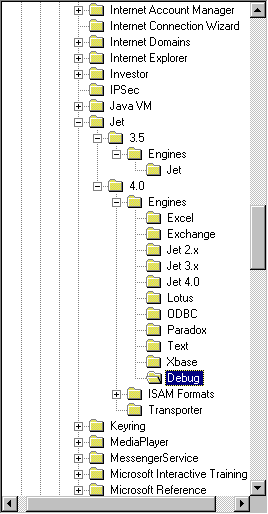 Internet Account Manager
Internet Connection Wizard
Internet Domains
Internet Explorer
Investor
IPSec
Java VM
Jet
3.5
Engines
Jet
4.0
Engines
Excel
Exchange
Jet 2.x
Jet 3.x
Jet 4.0
Lotus
ODBC
Paradox
Text
Xbase
Debug
ISAM Formats
Transporter
Keyring
MediaPlayer
MessengerService
Microsoft Interactive Training
Microsoft Reference